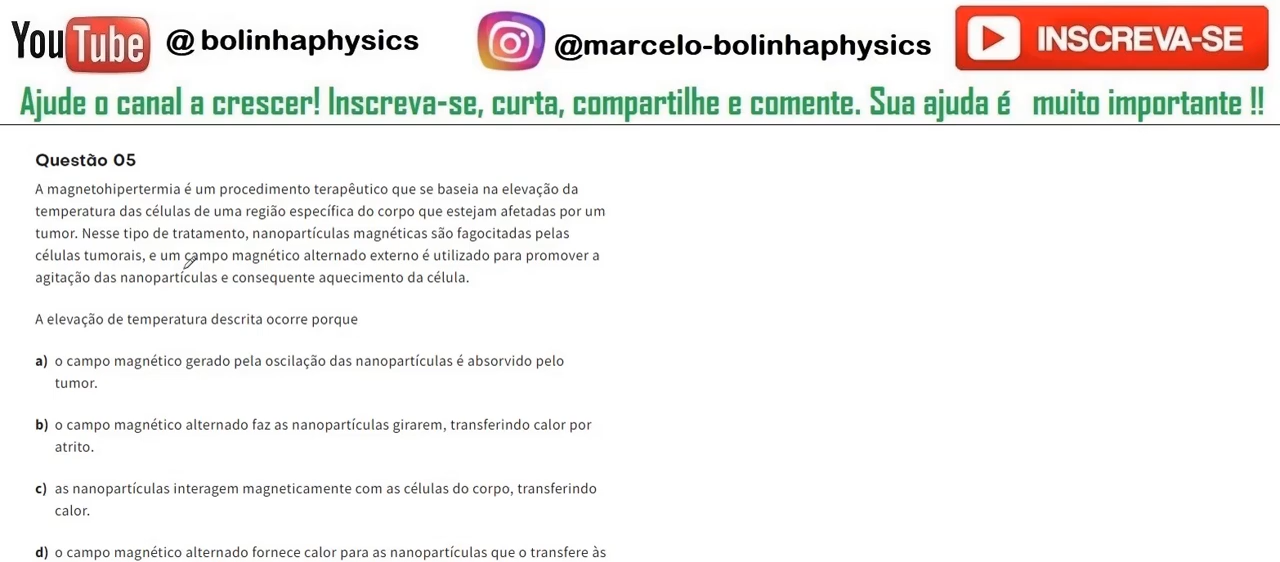 YouTube @bolinhaphysics @marcelo-bolinhaphysics INSCREVA-SE
Ajude o canal a crescer! Inscreva-se, curta, compartilhe e comente. Sua ajuda é muito importante !!
Questão 05
A magnetohipertermia é um procedimento terapêutico que se baseia na elevação da
temperatura das células de uma região específica do corpo que estejam afetadas por um
tumor. Nesse tipo de tratamento, nanopartículas magnéticas são fagocitadas pelas
células tumorais, e um campo magnético alternado externo é utilizado para promover a
agitação das nanopartículas e consequente aquecimento da célula.
A elevação de temperatura descrita ocorre porque
a) o campo magnético gerado pela oscilação das nanopartículas é absorvido pelo
tumor.
b) o campo magnético alternado faz as nanopartículas girarem, transferindo calor por
atrito.
c) as nanopartículas interagem magneticamente com as células do corpo, transferindo
calor.
d) o campo magnético alternado fornece calor para as nanopartículas que o transfere às